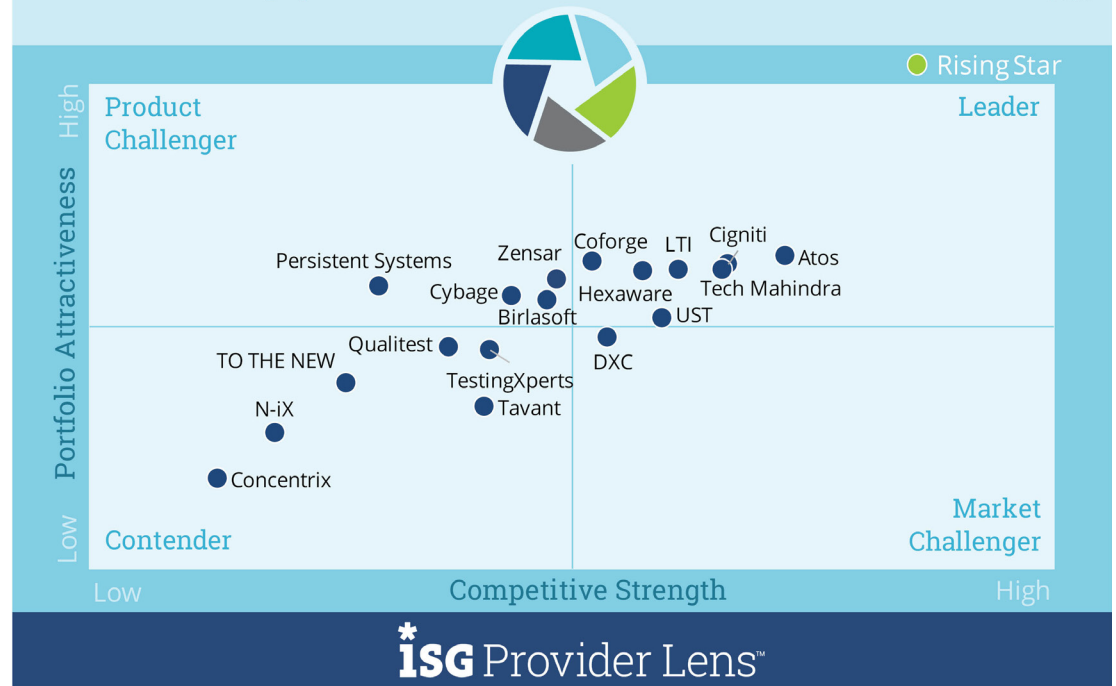 Rising Star
High
Product
Challenger
Leader
Portfolio Attractiveness
Cigniti
Coforge
LTI
Zensar
Atos
Persistent Systems
Cybage
Hexaware
Tech Mahindra
Birlasoft
UST
Qualitest
TO THE NEW
DXC
TestingXperts
N-iX
Tavant
Concentrix
Low
Contender
Market
Challenger
Low
Competitive Strength
High
*ISG Provider Lens™